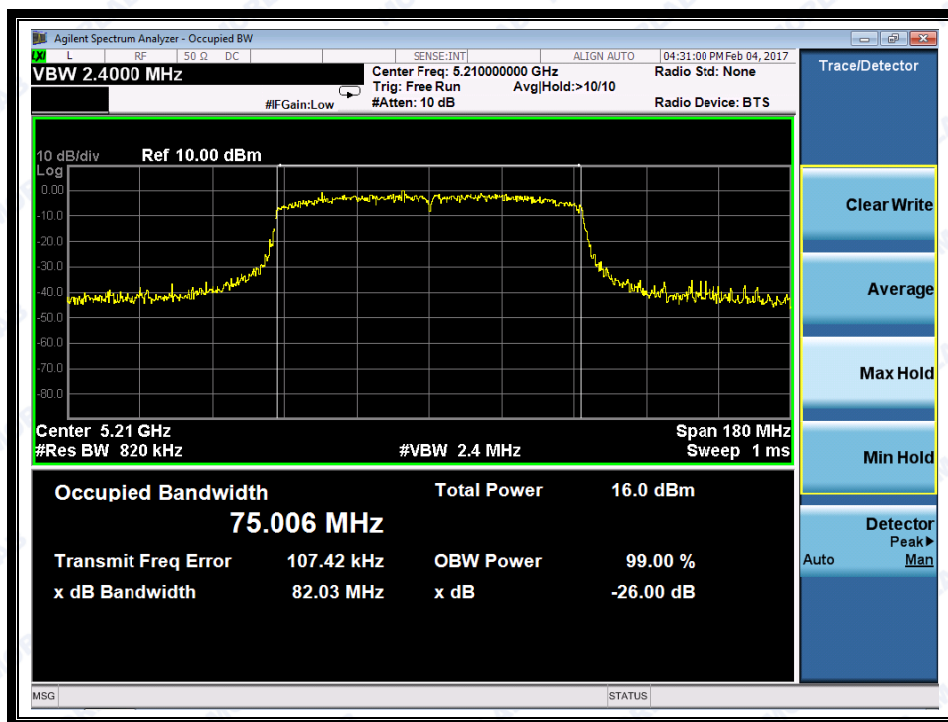 Agilent Spectrum Analyzer - Occupied BW
LXI L RF 50 Ω DC SENSE:INT ALIGN AUTO 04:31:00 PM Feb 04, 2017
VBW 2.4000 MHz
Center Freq: 5.210000000 GHz
Radio Std: None
Trig: Free Run Avg|Hold:>10/10
#IFGain:Low #Atten: 10 dB Radio Device: BTS
10 dB/div Ref 10.00 dBm
Log
0.00
-10.0
-20.0
-30.0
-40.0
-50.0
-60.0
-70.0
-80.0
Center 5.21 GHz Span 180 MHz
#Res BW 820 kHz #VBW 2.4 MHz Sweep 1 ms
Occupied Bandwidth Total Power 16.0 dBm
75.006 MHz
Transmit Freq Error 107.42 kHz OBW Power 99.00 %
x dB Bandwidth 82.03 MHz x dB -26.00 dB
MSG STATUS
Trace/Detector
Clear Write
Average
Max Hold
Min Hold
Detector
Peak▶
Auto Man